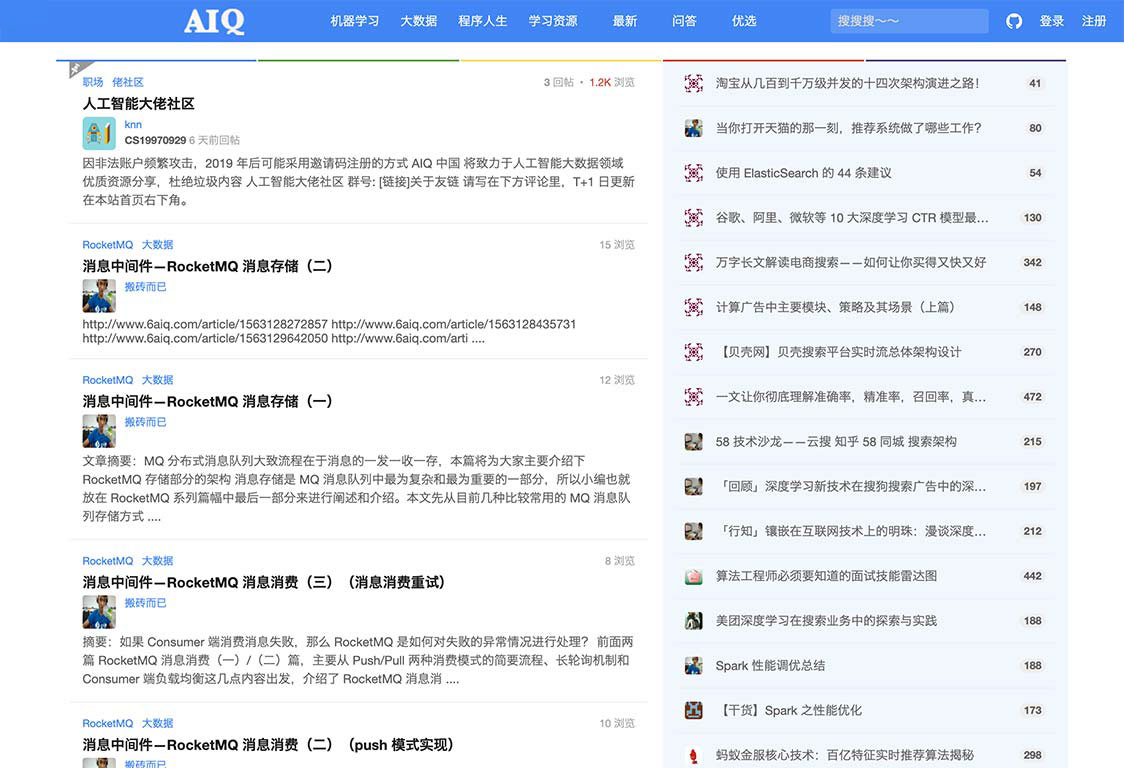 AIQ 机器学习 大数据 程序人生 学习资源 最新 问答 优选 搜搜搜~~ 登录 注册
职场 佬社区 3 回帖 • 1.2K 浏览
人工智能大佬社区
knn
CS19970929 6 天前回帖
因非法账户频繁攻击，2019 年后可能采用邀请码注册的方式 AIQ 中国 将致力于人工智能大数据领域
优质资源分享，杜绝垃圾内容 人工智能大佬社区 群号: [链接]关于友链 请写在下方评论里，T+1 日更新
在本站首页右下角。
RocketMQ 大数据 15 浏览
消息中间件—RocketMQ 消息存储（二）
搬砖而已
http://www.6aiq.com/article/1563128272857 http://www.6aiq.com/article/1563128435731
http://www.6aiq.com/article/1563129642050 http://www.6aiq.com/arti ....
RocketMQ 大数据 12 浏览
消息中间件—RocketMQ 消息存储（一）
搬砖而已
文章摘要：MQ 分布式消息队列大致流程在于消息的一发一收一存，本篇将为大家主要介绍下
RocketMQ 存储部分的架构 消息存储是 MQ 消息队列中最为复杂和最为重要的一部分，所以小编也就
放在 RocketMQ 系列篇幅中最后一部分来进行阐述和介绍。本文先从目前几种比较常用的 MQ 消息队
列存储方式 ....
RocketMQ 大数据 8 浏览
消息中间件—RocketMQ 消息消费（三）（消息消费重试）
搬砖而已
摘要：如果 Consumer 端消费消息失败，那么 RocketMQ 是如何对失败的异常情况进行处理？ 前面两
篇 RocketMQ 消息消费（一）/（二）篇，主要从 Push/Pull 两种消费模式的简要流程、长轮询机制和
Consumer 端负载均衡这几点内容出发，介绍了 RocketMQ 消息消 ....
RocketMQ 大数据 10 浏览
消息中间件—RocketMQ 消息消费（二）（push 模式实现）
搬砖而已
淘宝从几百到千万级并发的十四次架构演进之路！ 41
当你打开天猫的那一刻，推荐系统做了哪些工作？ 80
使用 ElasticSearch 的 44 条建议 54
谷歌、阿里、微软等 10 大深度学习 CTR 模型最… 130
万字长文解读电商搜索——如何让你买得又快又好 342
计算广告中主要模块、策略及其场景（上篇） 148
【贝壳网】贝壳搜索平台实时流总体架构设计 270
一文让你彻底理解准确率，精准率，召回率，真… 472
58 技术沙龙——云搜 知乎 58 同城 搜索架构 215
「回顾」深度学习新技术在搜狗搜索广告中的深… 197
「行知」镶嵌在互联网技术上的明珠：漫谈深度… 212
算法工程师必须要知道的面试技能雷达图 442
美团深度学习在搜索业务中的探索与实践 188
Spark 性能调优总结 188
【干货】Spark 之性能优化 173
蚂蚁金服核心技术：百亿特征实时推荐算法揭秘 298